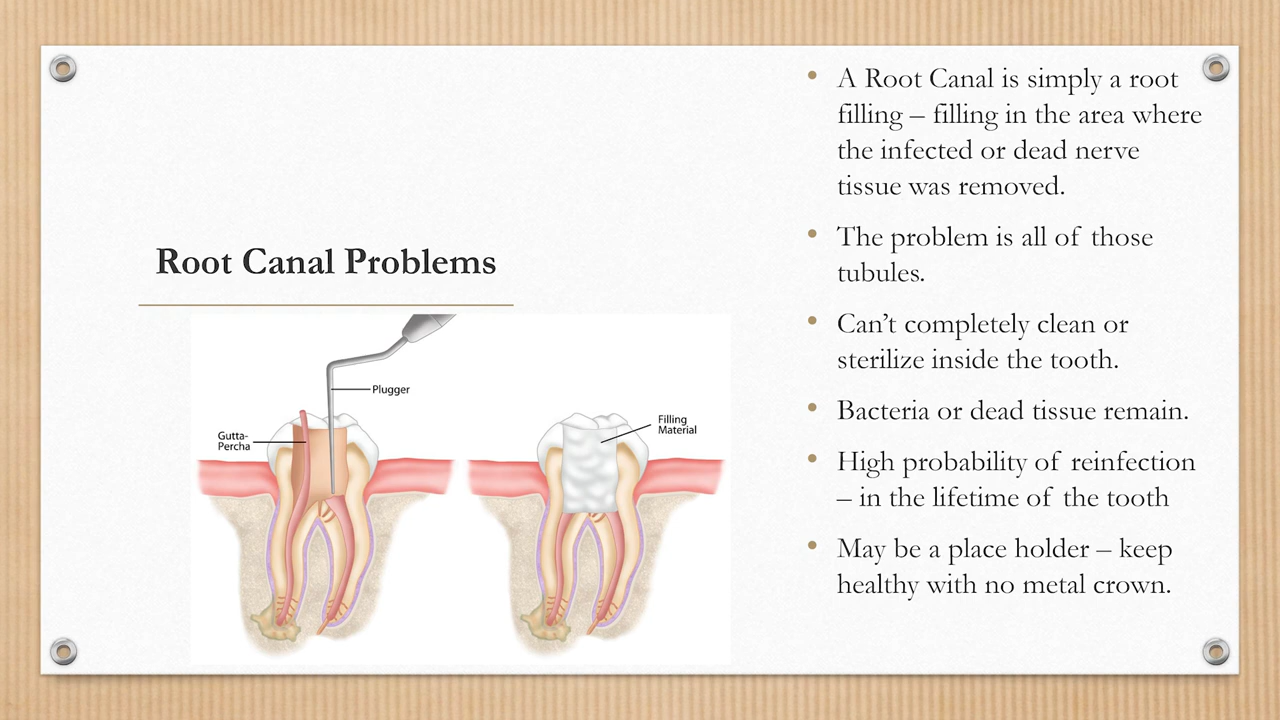 Root Canal Problems
Plugger
Gutta-
Percha
Filling
Material
• A Root Canal is simply a root
filling – filling in the area where
the infected or dead nerve
tissue was removed.
• The problem is all of those
tubules.
• Can’t completely clean or
sterilize inside the tooth.
• Bacteria or dead tissue remain.
• High probability of reinfection
– in the lifetime of the tooth
• May be a place holder – keep
healthy with no metal crown.